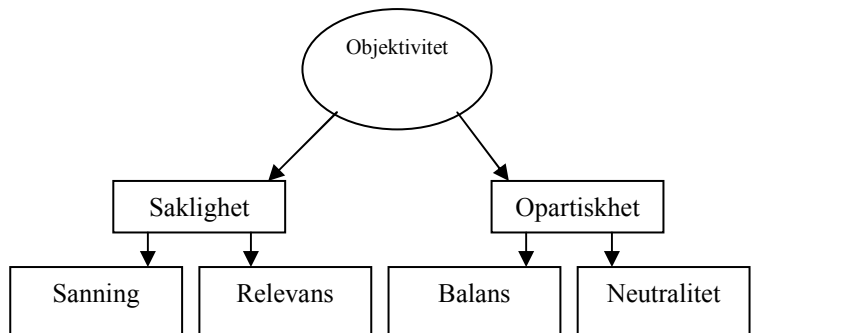 Objektivitet
Saklighet
Opartiskhet
Sanning
Relevans
Balans
Neutralitet